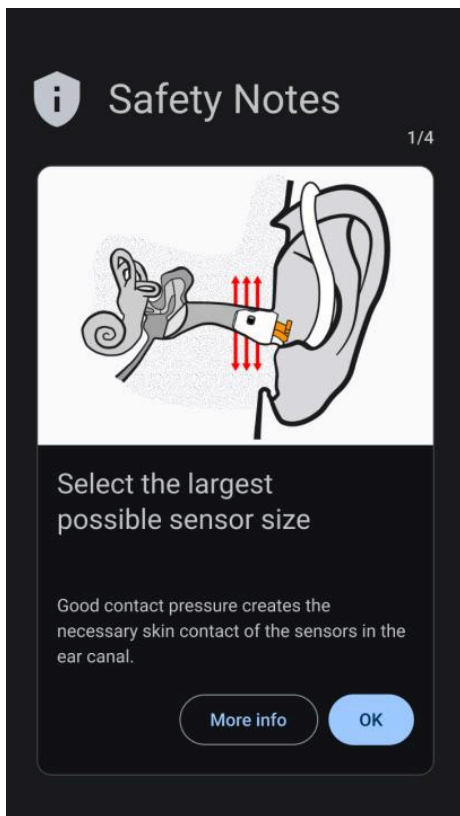 Safety Notes
1/4
Select the largest
possible sensor size
Good contact pressure creates the
necessary skin contact of the sensors in the
ear canal.
More info
OK